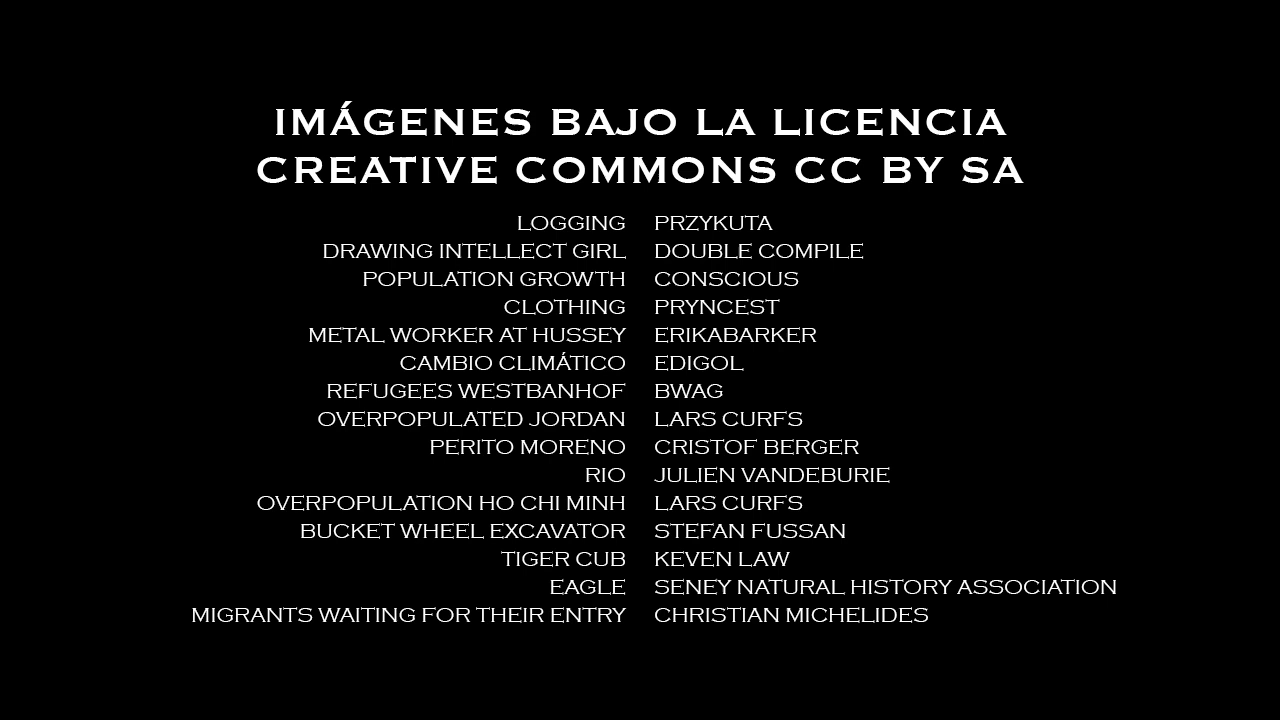 IMÁGENES BAJO LA LICENCIA
CREATIVE COMMONS CC BY SA
LOGGING PRZYKUTA
DRAWING INTELLECT GIRL DOUBLE COMPILE
POPULATION GROWTH CONSCIOUS
CLOTHING PRYNCEST
METAL WORKER AT HUSSEY ERIKABARKER
CAMBIO CLIMÁTICO EDIGOL
REFUGEES WESTBANHOF BWAG
OVERPOPULATED JORDAN LARS CURFS
PERITO MORENO CRISTOF BERGER
RIO JULIEN VANDEBURIE
OVERPOPULATION HO CHI MINH LARS CURFS
BUCKET WHEEL EXCAVATOR STEFAN FUSSAN
TIGER CUB KEVEN LAW
EAGLE SENEY NATURAL HISTORY ASSOCIATION
MIGRANTS WAITING FOR THEIR ENTRY CHRISTIAN MICHELIDES